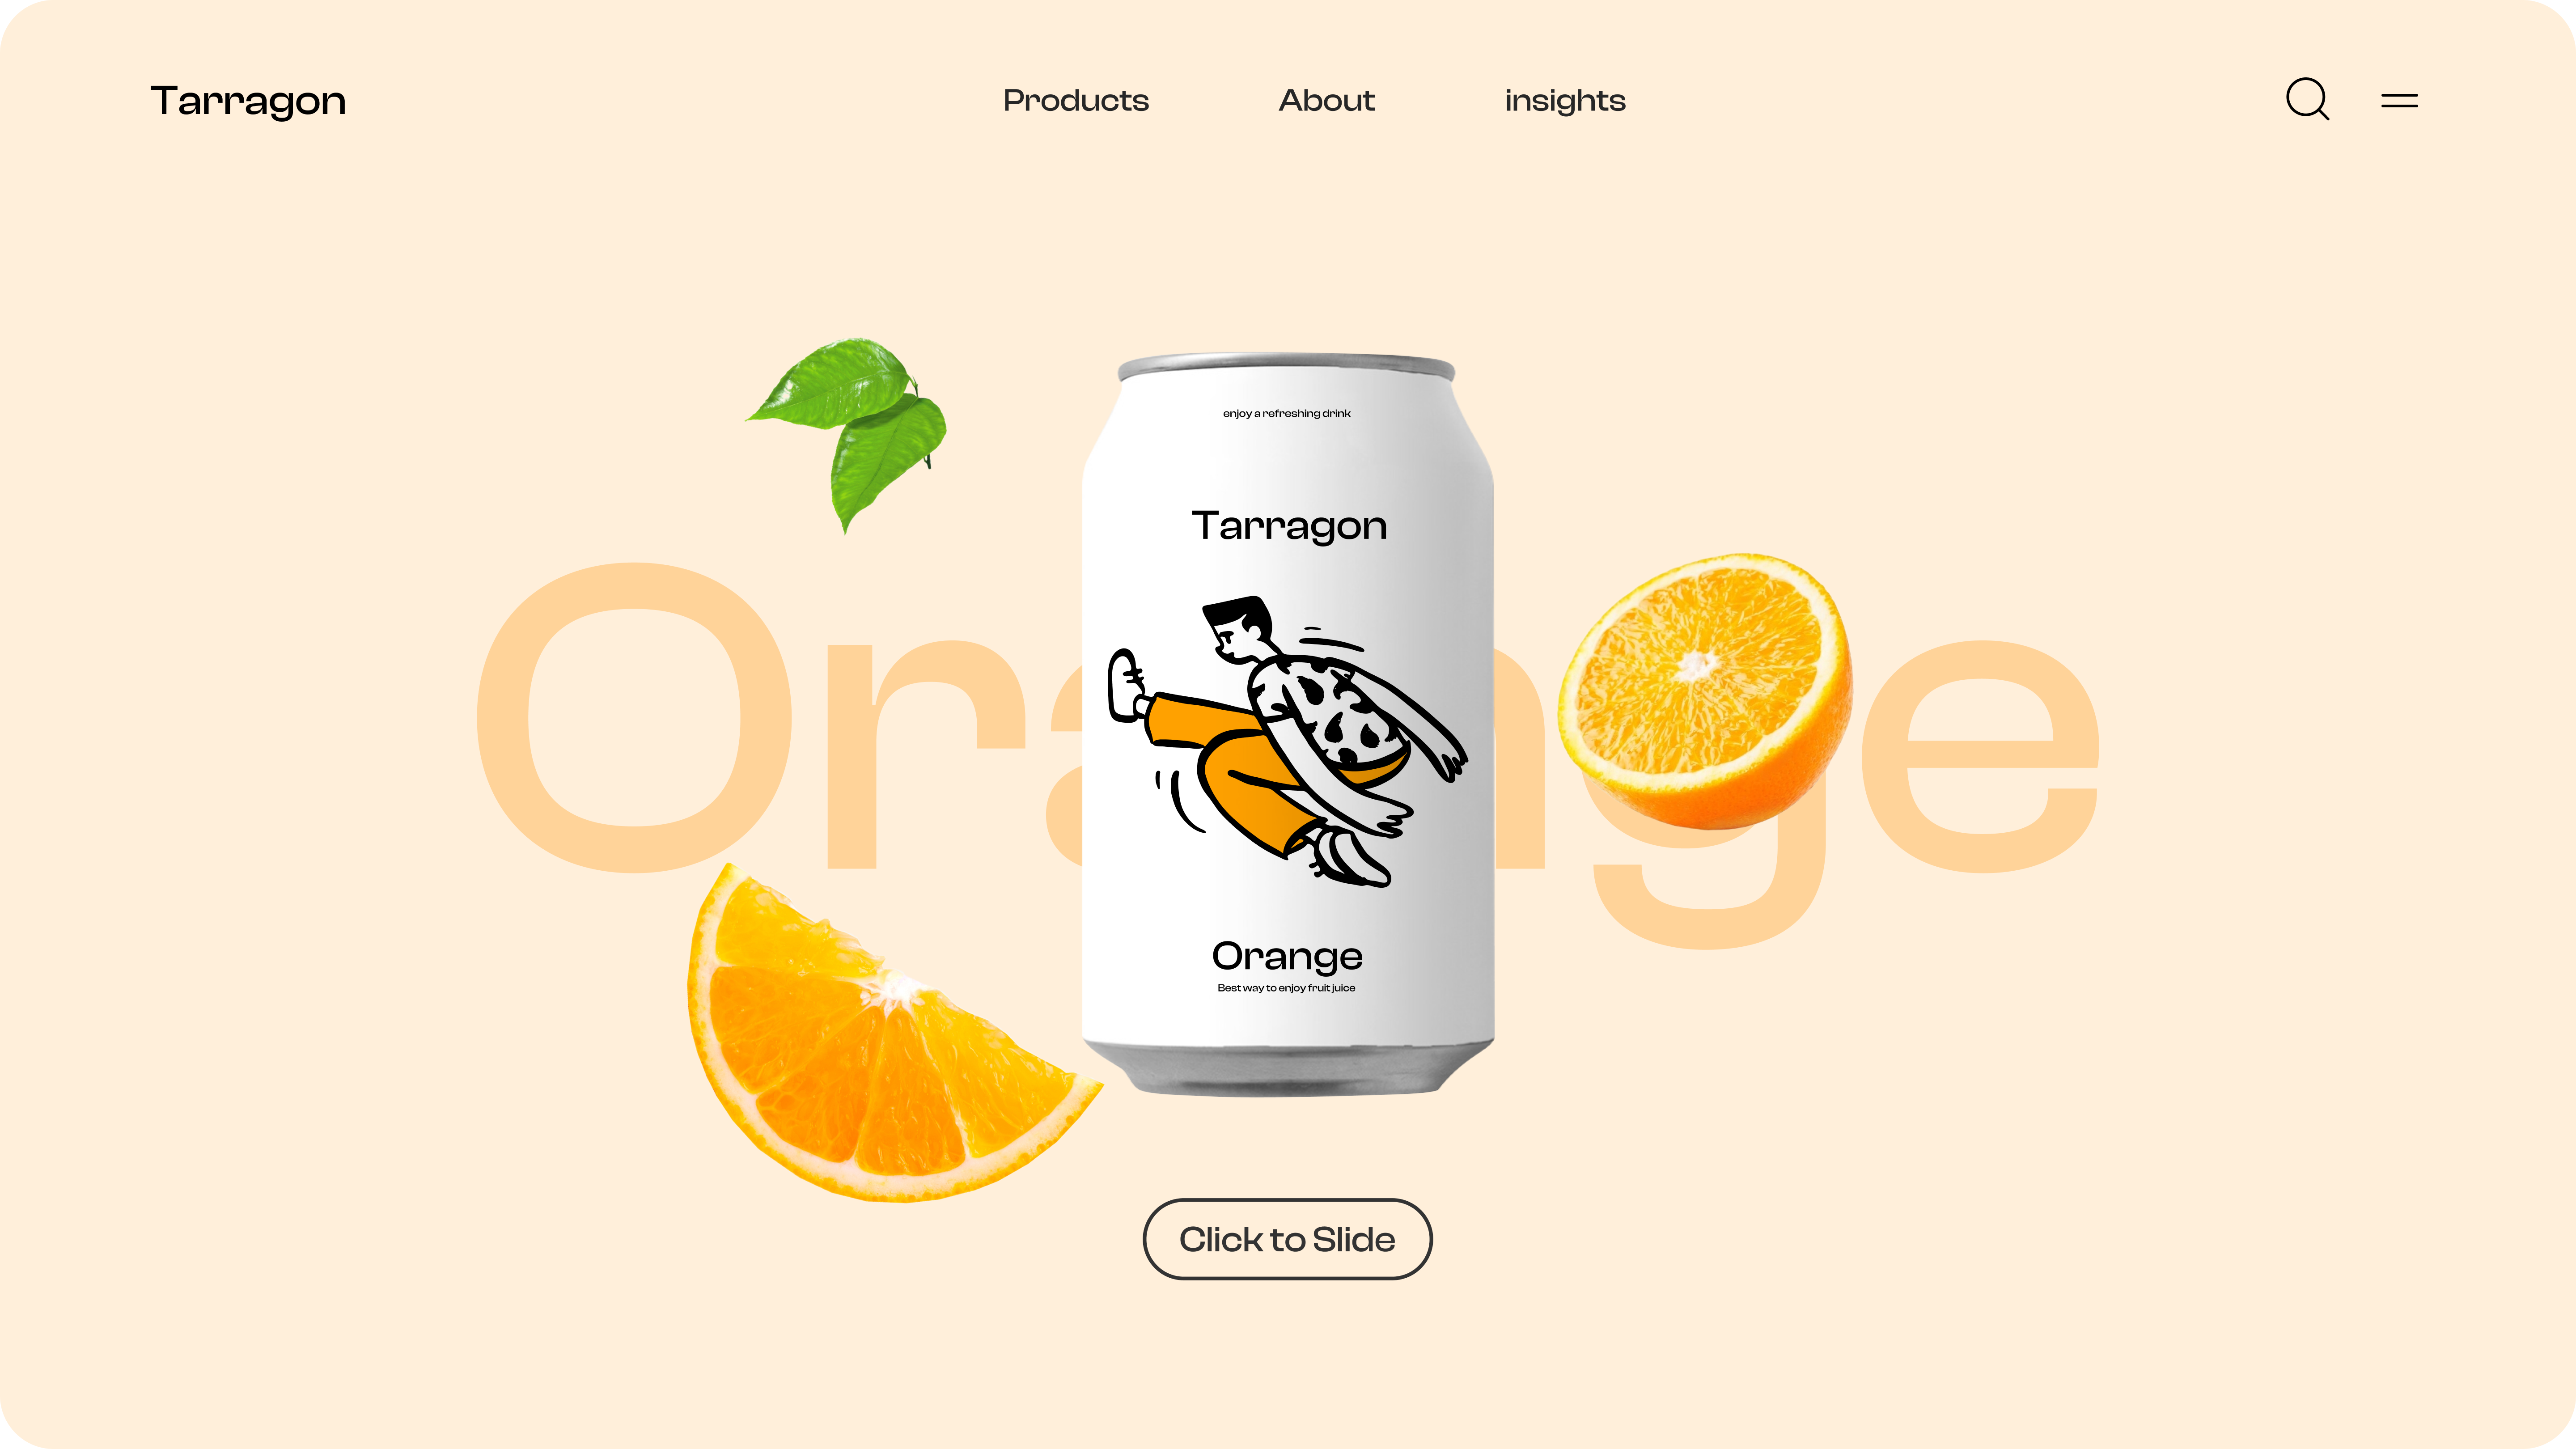 Tarragon
Products
About
insights
Orange
enjoy a refreshing drink
Tarragon
Orange
Best way to enjoy fruit juice
Click to Slide